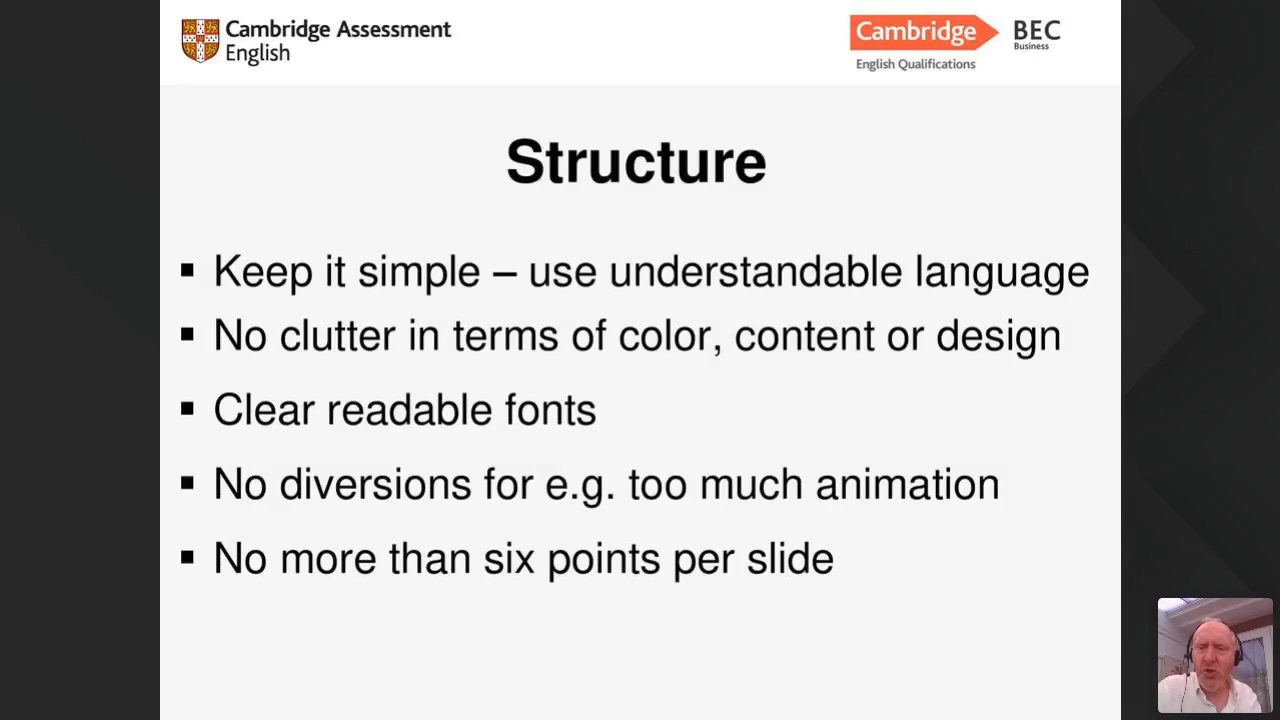 Cambridge Assessment
English
Cambridge
English Qualifications
BEC
Business
Structure
Keep it simple – use understandable language
No clutter in terms of color, content or design
Clear readable fonts
No diversions for e.g. too much animation
No more than six points per slide